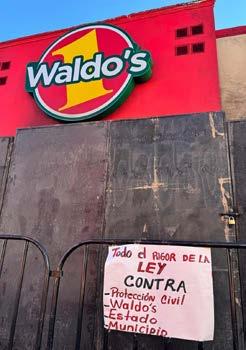 1
Waldo's
Todo el RIGOR DE LA
LEY
CONTRA
- Protección Civil
- Waldo's
- Estado
- Municipio